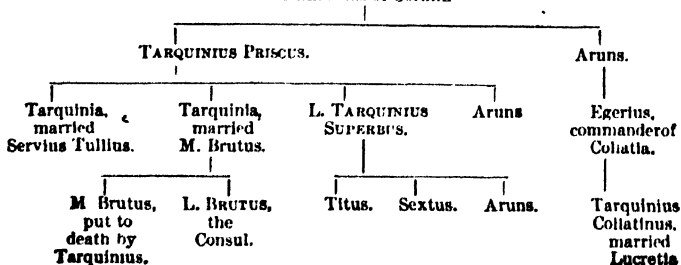 TARQUINIUS PRISCUS.
Aruns.
Tarquinia, married Servius Tullius.
Tarquinia, married M. Brutus.
L. TARQUINIUS SUPERBUS.
Aruns
Egerius, commander of Collatia.
M Brutus, put to death by Tarquinius.
L. BRUTUS, the Consul.
Titus.
Sextus.
Aruns.
Tarquinius Collatinus, married Lucretia